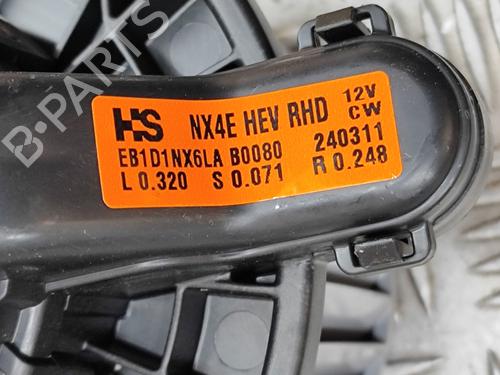 B-PARTS
HS NX4E HEV RHD 12V CW
EB1D1NX6LA B0080 240311
L 0.320 S 0.071 R 0.248